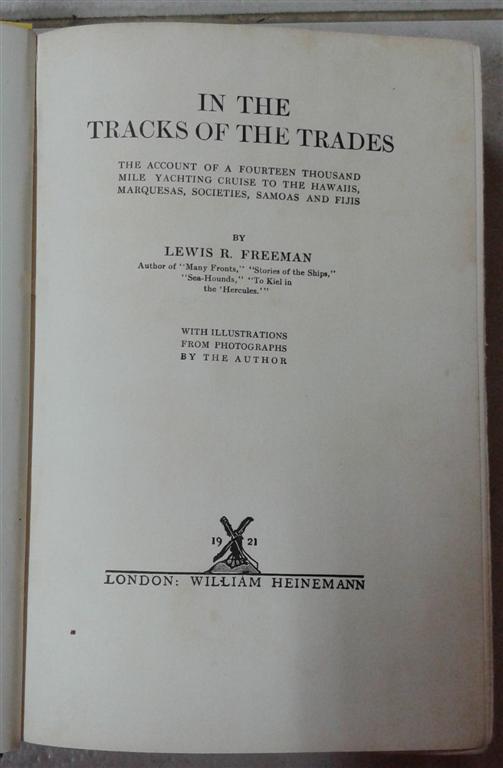 IN THE
TRACKS OF THE TRADES
THE ACCOUNT OF A FOURTEEN THOUSAND
MILE YACHTING CRUISE TO THE HAWAIIS,
MARQUESAS, SOCIETIES, SAMOAS AND FIJIS
BY
LEWIS R. FREEMAN
Author of "Many Fronts," "Stories of the Ships,"
"Sea-Hounds," "To Kiel in
the 'Hercules.'"
WITH ILLUSTRATIONS
FROM PHOTOGRAPHS
BY THE AUTHOR
19 21
LONDON: WILLIAM HEINEMANN